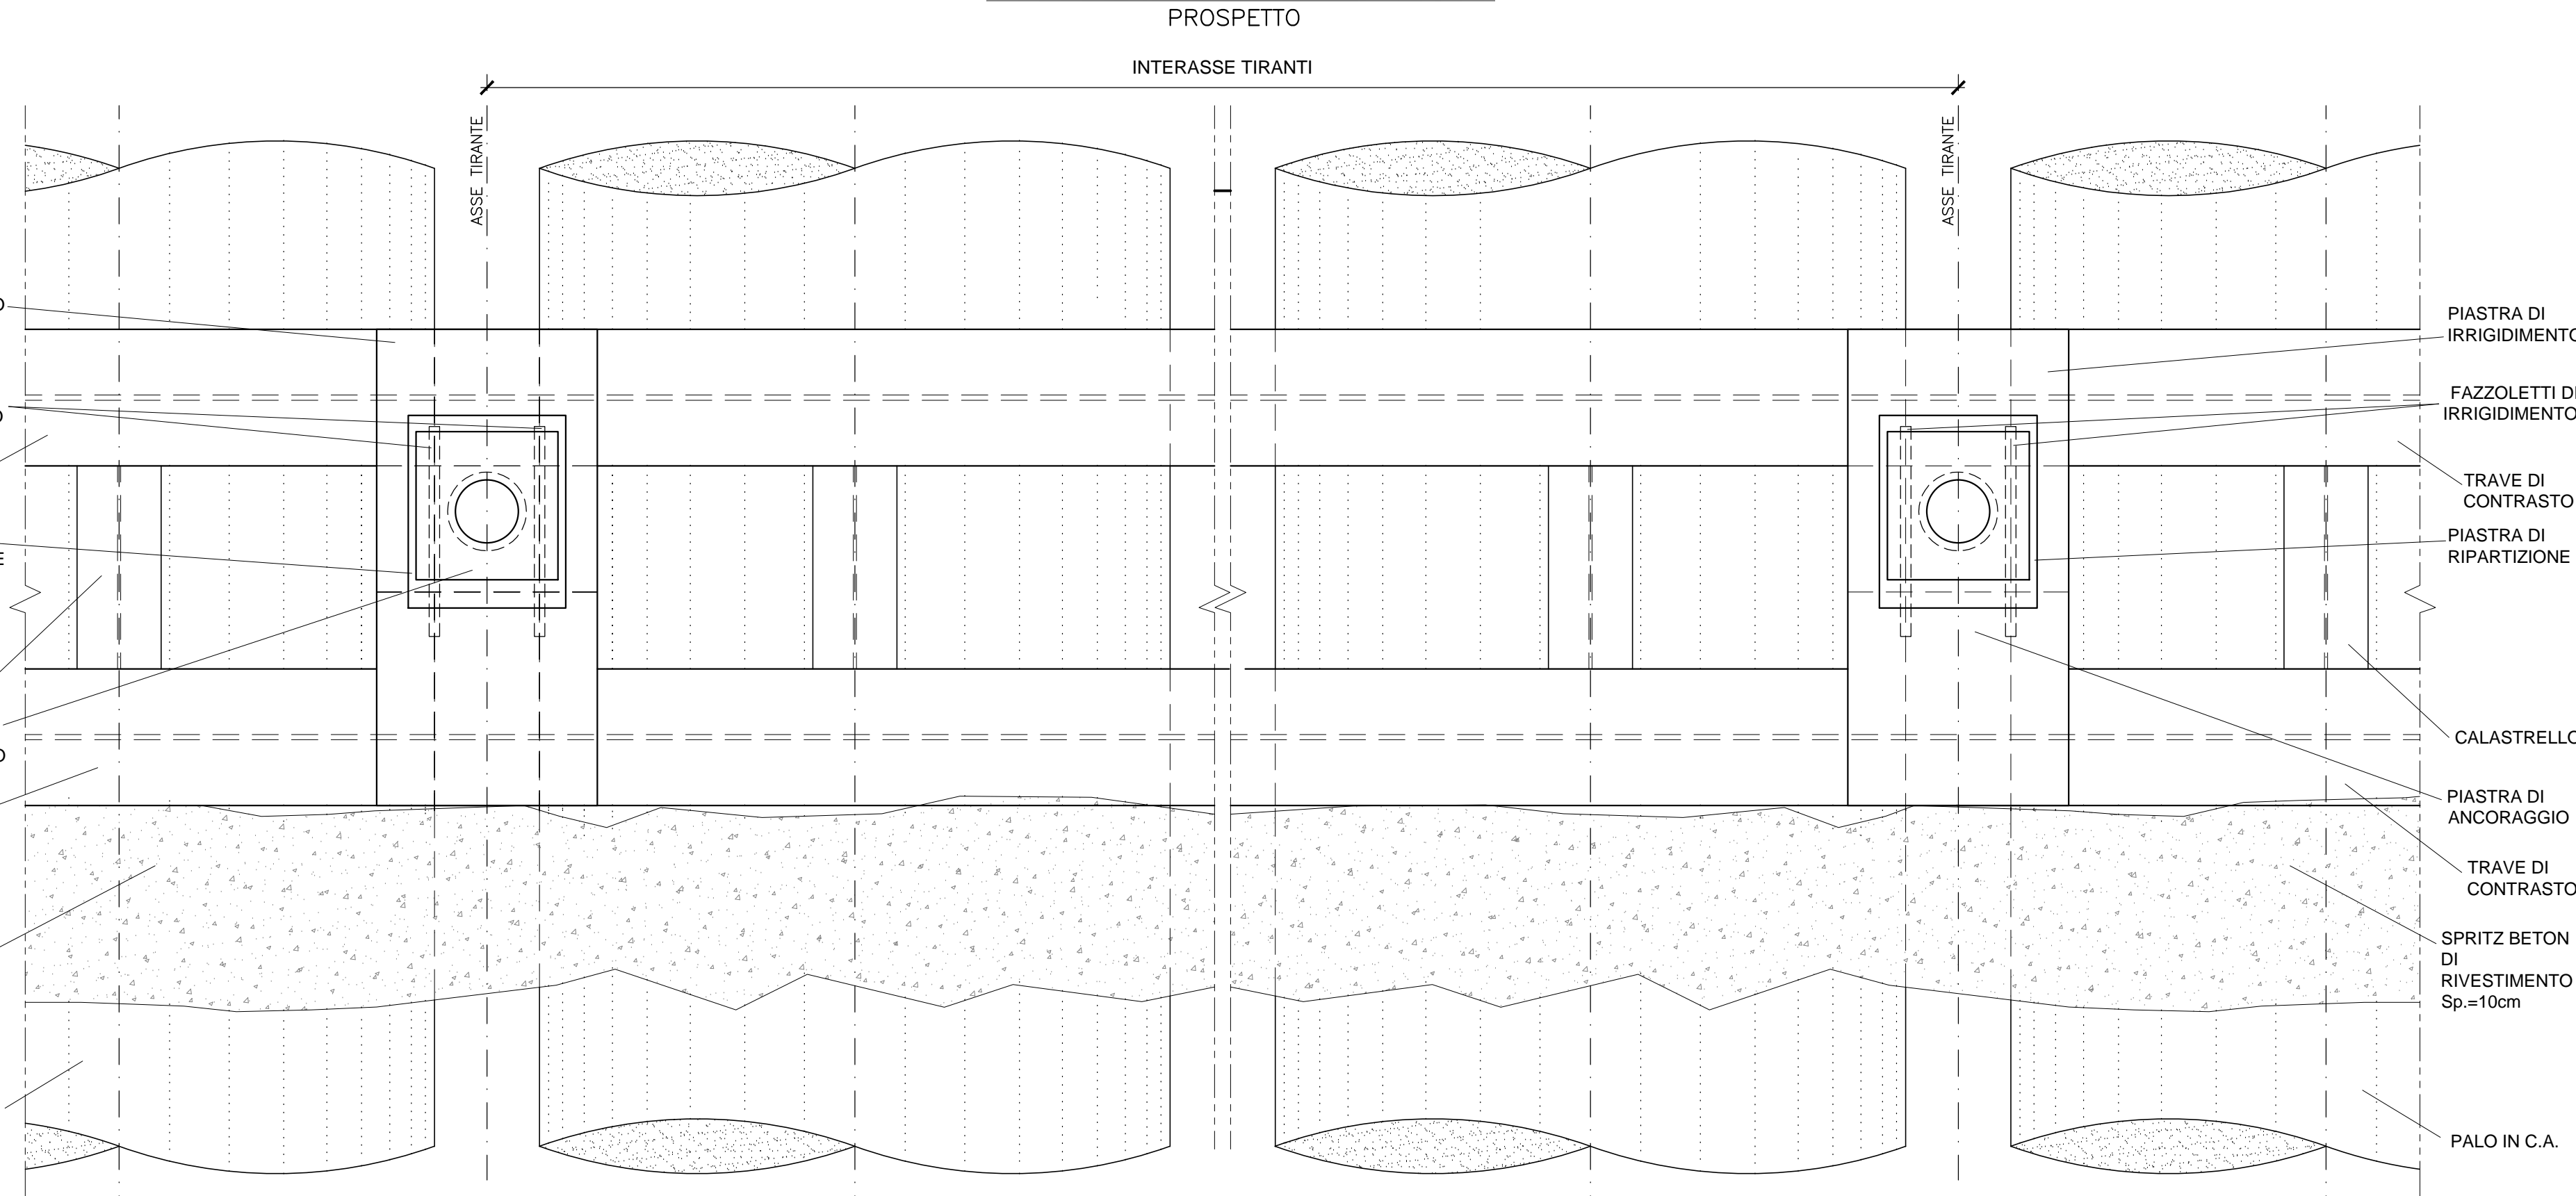 PROSPETTO
INTERASSE TIRANTI
ASSE TIRANTE
ASSE TIRANTE
PIASTRA DI
IRRIGIDIMENTO
FAZZOLETTI DI
IRRIGIDIMENTO
TRAVE DI
CONTRASTO
PIASTRA DI
RIPARTIZIONE
CALASTRELLO
PIASTRA DI
ANCORAGGIO
TRAVE DI
CONTRASTO
SPRITZ BETON
DI
RIVESTIMENTO
Sp.=10cm
PALO IN C.A.